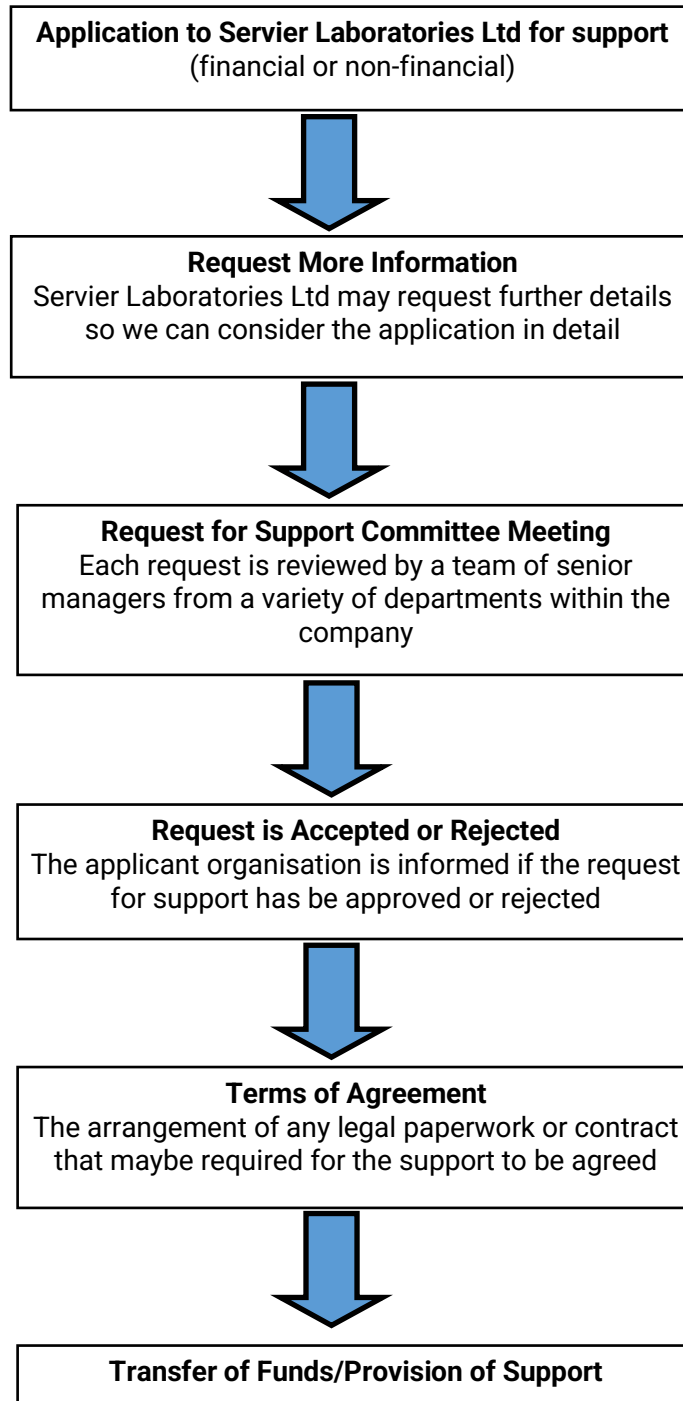 Application to Servier Laboratories Ltd for support
(financial or non-financial)
Request More Information
Servier Laboratories Ltd may request further details
so we can consider the application in detail
Request for Support Committee Meeting
Each request is reviewed by a team of senior
managers from a variety of departments within the
company
Request is Accepted or Rejected
The applicant organisation is informed if the request
for support has be approved or rejected
Terms of Agreement
The arrangement of any legal paperwork or contract
that maybe required for the support to be agreed
Transfer of Funds/Provision of Support